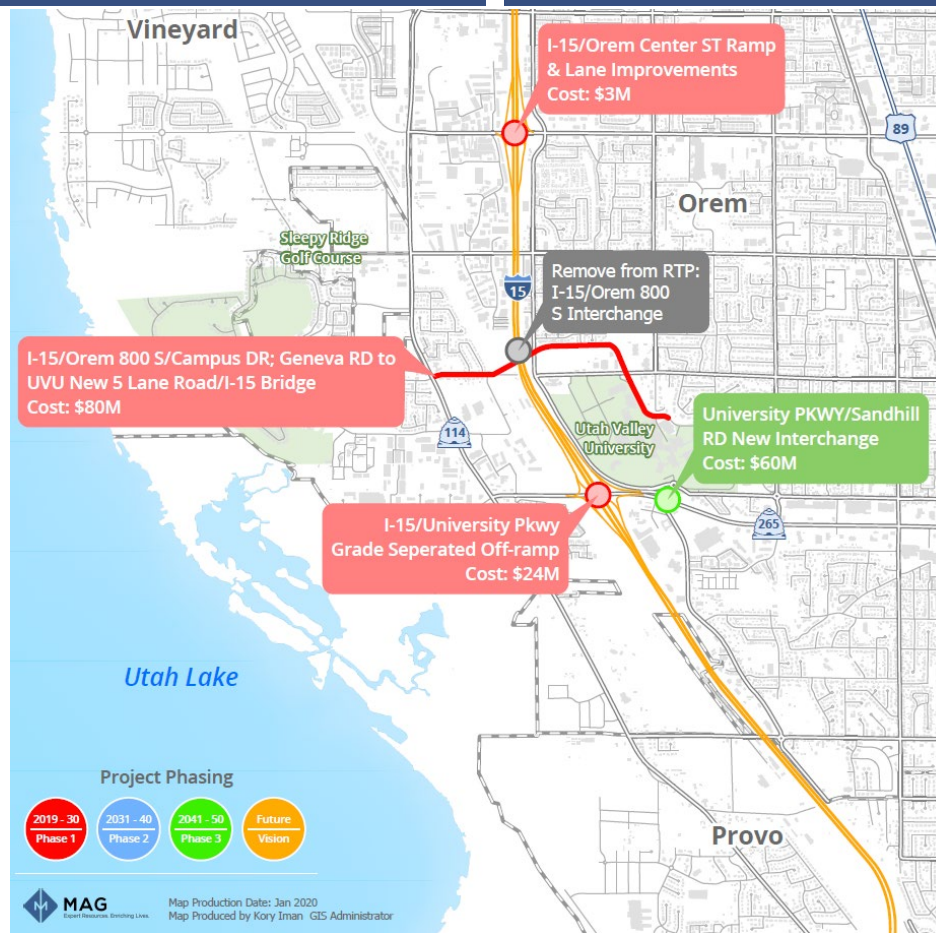 Vineyard
I-15/Orem Center ST Ramp
& Lane Improvements
Cost: $3M
89
Orem
Sleepy Ridge
Golf Course
Remove from RTP:
I-15/Orem 800
S Interchange
15
I-15/Orem 800 S/Campus DR; Geneva RD to
UVU New 5 Lane Road/I-15 Bridge
Cost: $80M
114
Utah Valley
University
University PKWY/Sandhill
RD New Interchange
Cost: $60M
I-15/University Pkwy
Grade Seperated Off-ramp
Cost: $24M
265
Utah Lake
Project Phasing
2019 - 30
Phase 1
2031 - 40
Phase 2
2041 - 50
Phase 3
Future
Vision
Provo
MAG
Expert Resources. Enriching Lives.
Map Production Date: Jan 2020
Map Produced by Kory Iman GIS Administrator